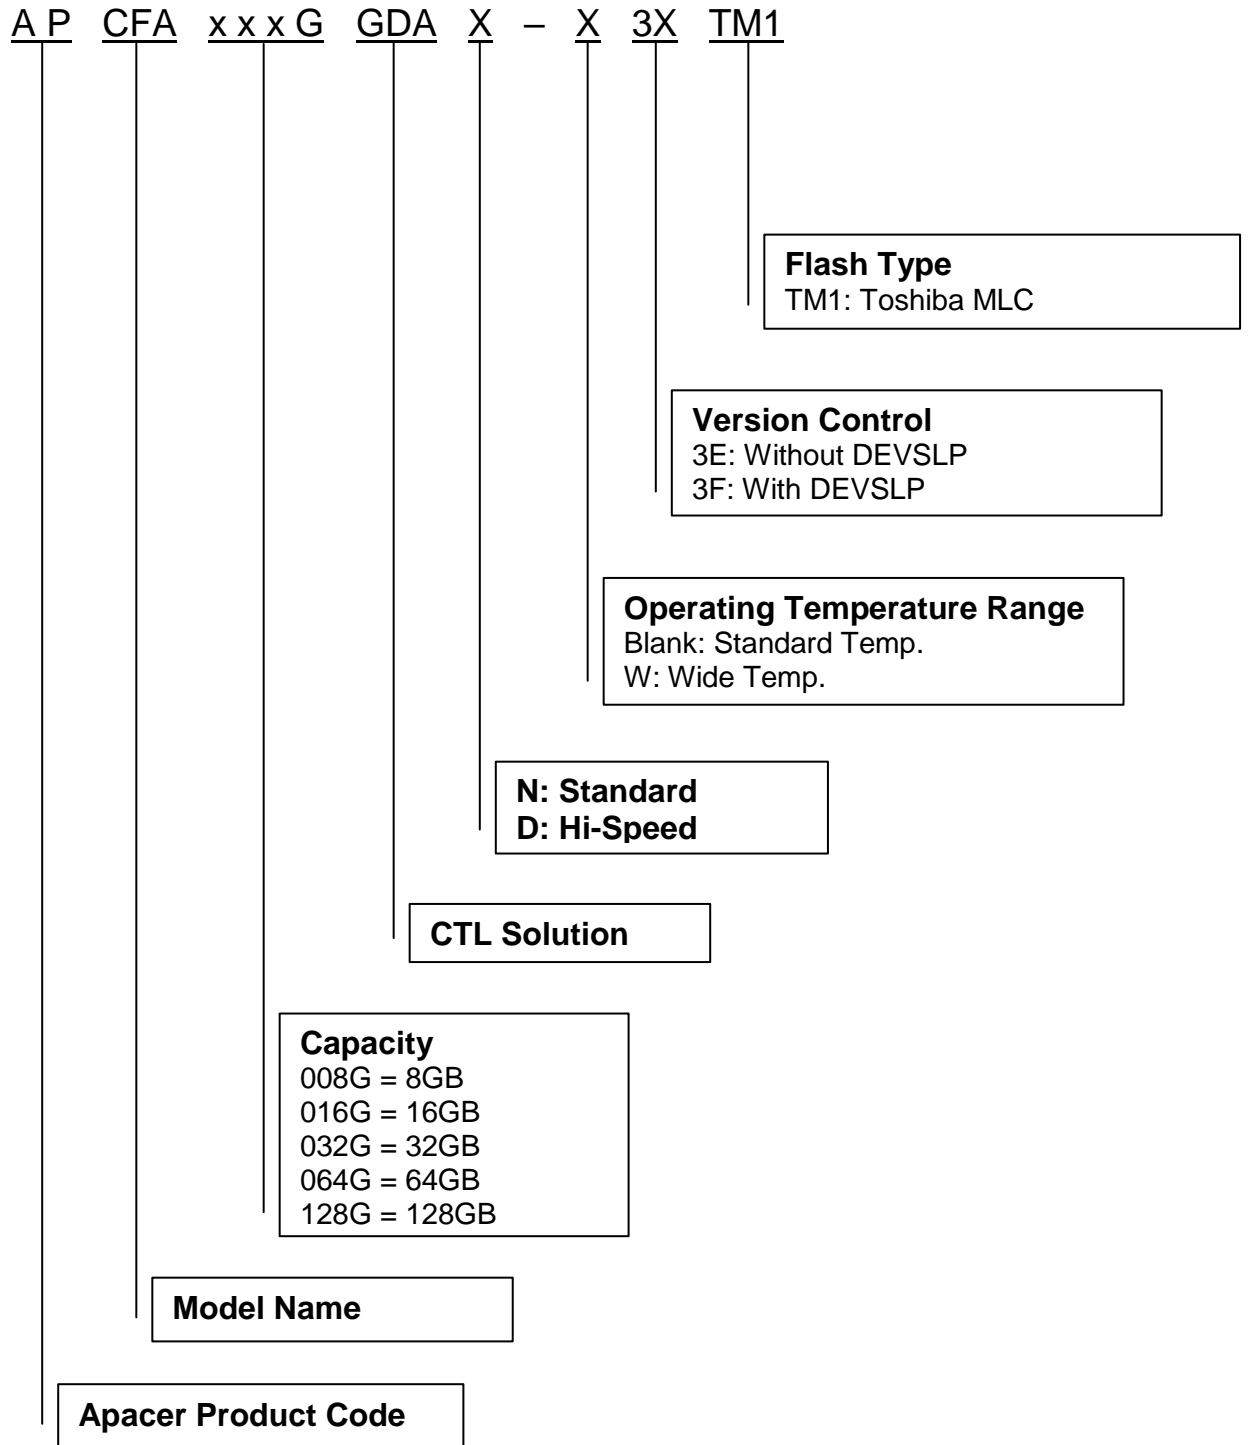 A P CFA x x x G GDA X – X 3X TM1
Flash Type
TM1: Toshiba MLC
Version Control
3E: Without DEVSLP
3F: With DEVSLP
Operating Temperature Range
Blank: Standard Temp.
W: Wide Temp.
N: Standard
D: Hi-Speed
CTL Solution
Capacity
008G = 8GB
016G = 16GB
032G = 32GB
064G = 64GB
128G = 128GB
Model Name
Apacer Product Code